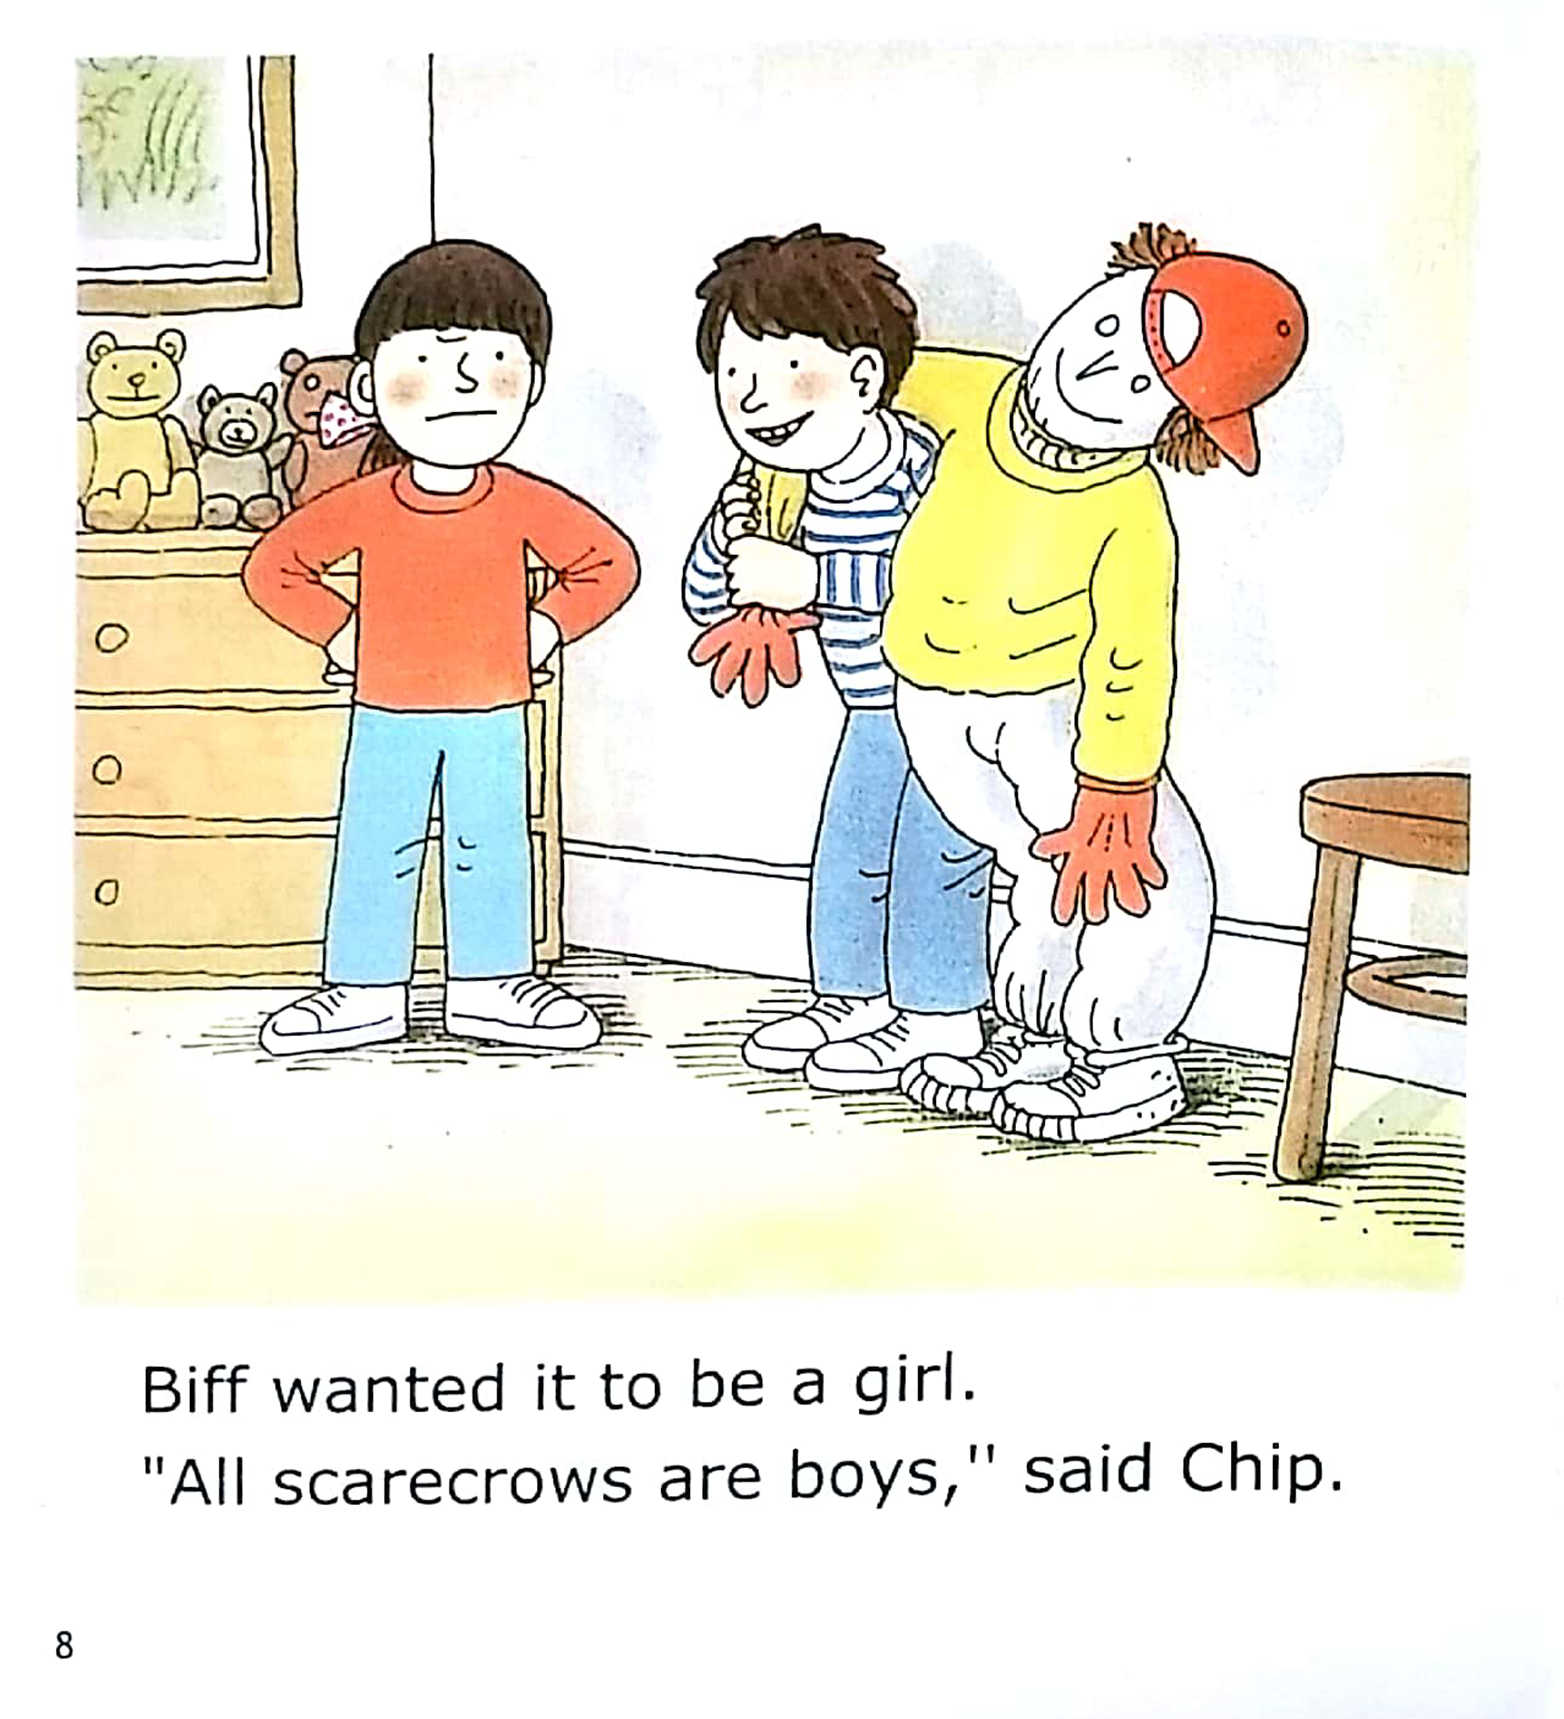 Biff wanted it to be a girl.
"All scarecrows are boys," said Chip.
8